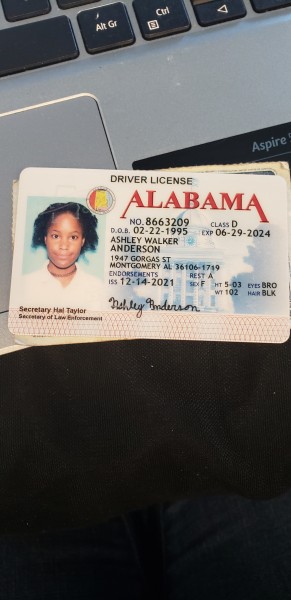 Alt Gr
Ctrl
Aspire
DRIVER LICENSE
ALABAMA
NO. 8663209
CLASS D
D.O.B. 02-22-1995
EXP 06-29-2024
ASHLEY WALKER
ANDERSON
1947 GORGAS ST
MONTGOMERY AL 36106-1719
ENDORSEMENTS
REST A
ISS 12-14-2021
SEX F
HT 5-03
EYES BRO
WT 102
HAIR BLK
Ashley Anderson
Secretary Hal Taylor
Secretary of Law Enforcement